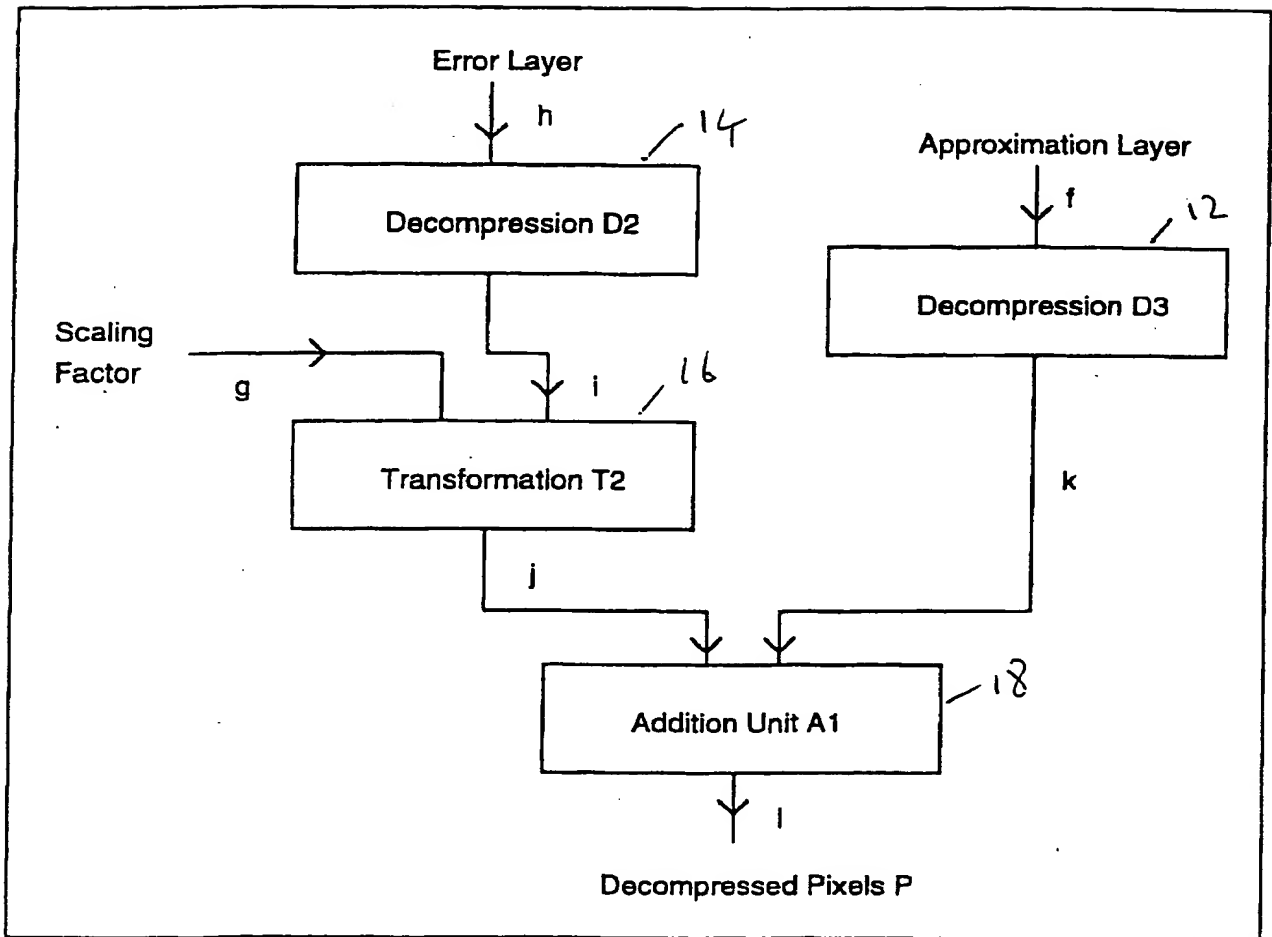 Error Layer
h
14
Approximation Layer
Decompression D2
f
12
Decompression D3
Scaling
Factor
g
i
16
Transformation T2
k
j
18
Addition Unit A1
l
Decompressed Pixels P